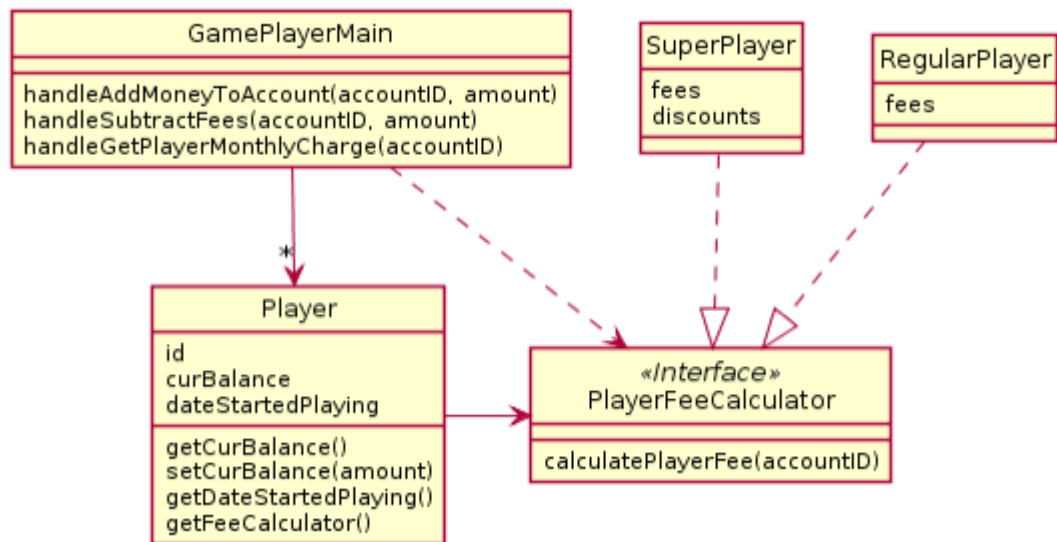 GamePlayerMain
handleAddMoneyToAccount(accountID, amount)
handleSubtractFees(accountID, amount)
handleGetPlayerMonthlyCharge(accountID)
SuperPlayer
fees
discounts
RegularPlayer
fees
*
Player
id
curBalance
dateStartedPlaying
getCurBalance()
setCurBalance(amount)
getDateStartedPlaying()
getFeeCalculator()
«Interface»
PlayerFeeCalculator
calculatePlayerFee(accountID)